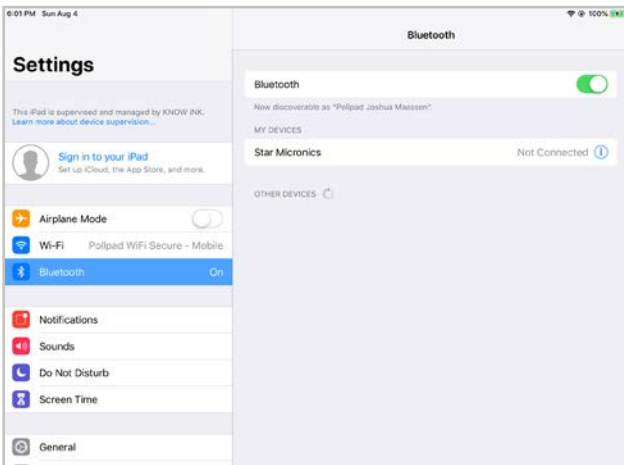 6:01 PM Sun Aug 4
100%
Settings
This iPad is supervised and managed by KNOW iNK.
Learn more about device supervision...
Sign in to your iPad
Set up iCloud, the App Store, and more.
Airplane Mode
Wi-Fi Pollpad WiFi Secure - Mobile
Bluetooth On
Notifications
Sounds
Do Not Disturb
Screen Time
General
Bluetooth
Bluetooth
Now discoverable as "Pollpad Joshua Maassen".
MY DEVICES
Star Micronics Not Connected
OTHER DEVICES